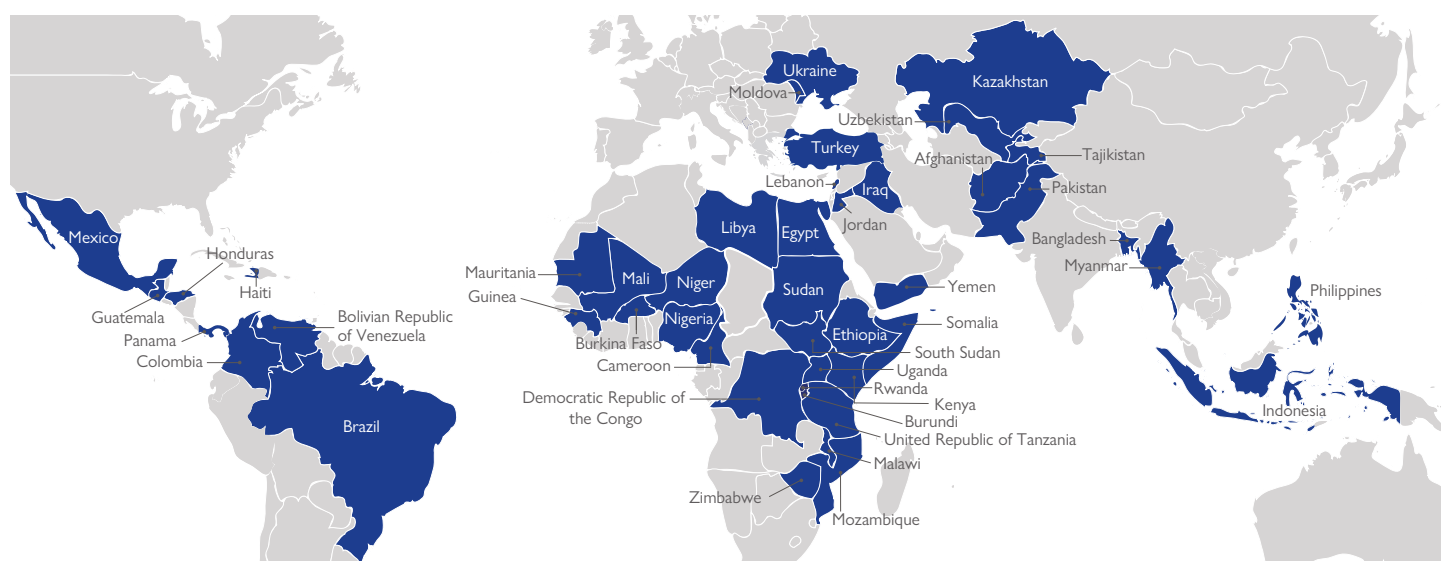 Mexico
Honduras
Haiti
Guatemala
Panama
Colombia
Bolivian Republic
of Venezuela
Brazil
Ukraine
Moldova
Kazakhstan
Uzbekistan
Turkey
Afghanistan
Tajikistan
Lebanon
Iraq
Pakistan
Jordan
Libya
Egypt
Bangladesh
Myanmar
Mauritania
Mali
Niger
Sudan
Yemen
Philippines
Guinea
Nigeria
Ethiopia
Somalia
Burkina Faso
South Sudan
Cameroon
Uganda
Rwanda
Democratic Republic of
the Congo
Kenya
Burundi
Indonesia
United Republic of Tanzania
Malawi
Zimbabwe
Mozambique